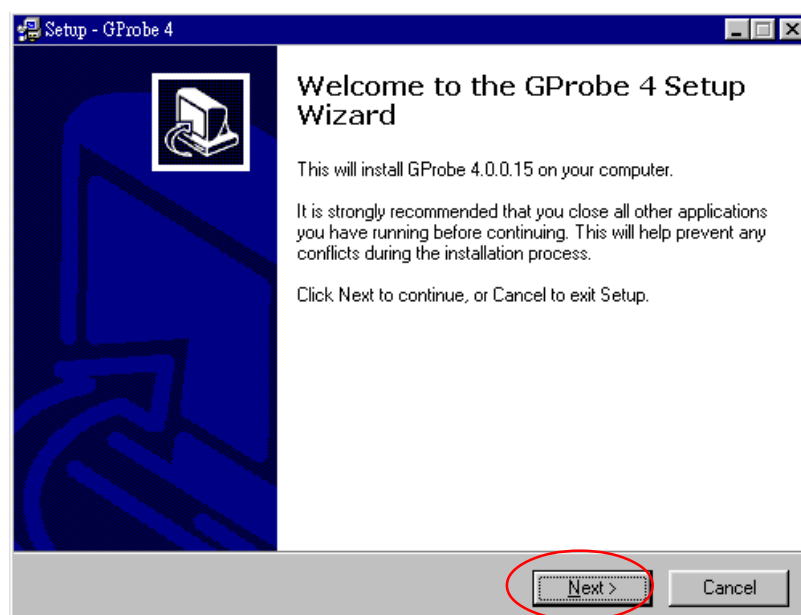 Setup - GProbe 4
Welcome to the GProbe 4 Setup
Wizard
This will install GProbe 4.0.0.15 on your computer.
It is strongly recommended that you close all other applications
you have running before continuing. This will help prevent any
conflicts during the installation process.
Click Next to continue, or Cancel to exit Setup.
Next >
Cancel